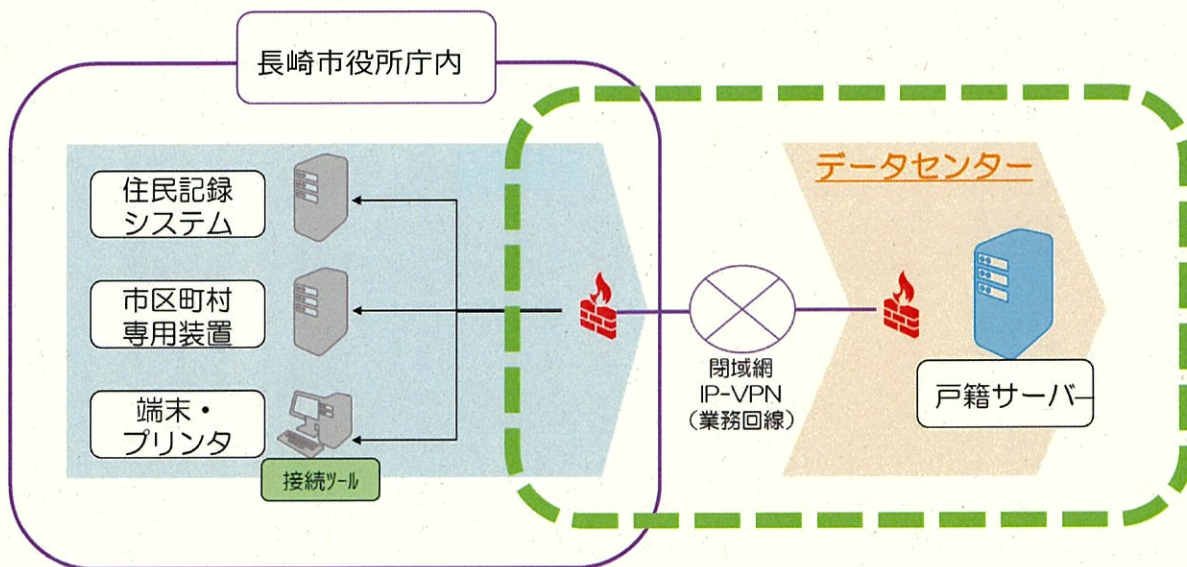 長崎市役所庁内
データセンター
住民記録
システム
市区町村
専用装置
端末・
プリンタ
接続ﾂｰﾙ
閉域網
IP-VPN
（業務回線）
戸籍サーバー